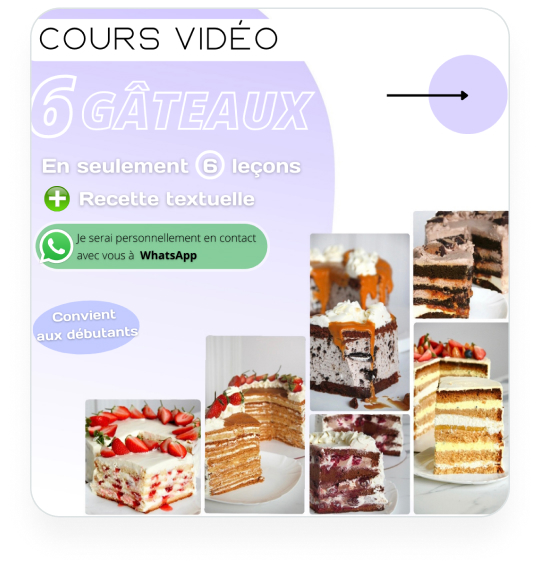 COURS VIDÉO
6 GÂTEAUX
En seulement 6 leçons
Recette textuelle
Je serai personnellement en contact
avec vous à WhatsApp
Convient
aux débutants